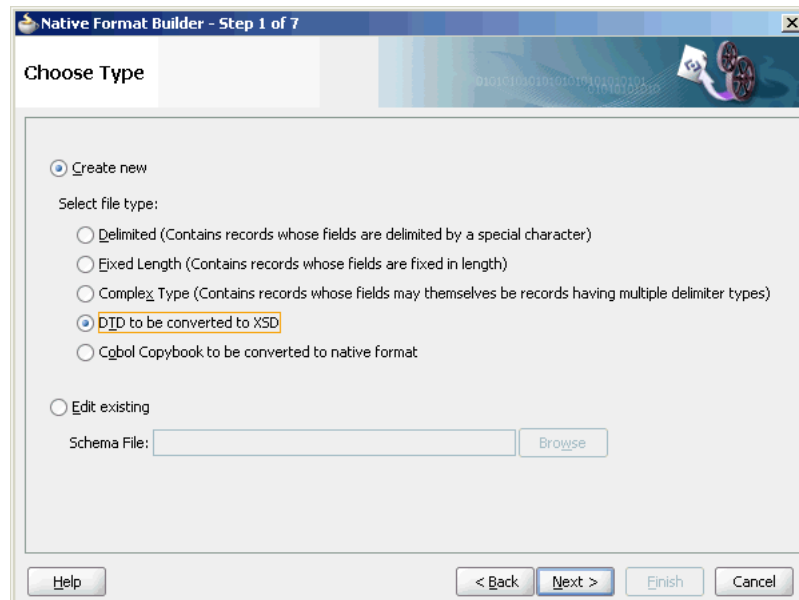 Native Format Builder - Step 1 of 7
Choose Type
010101010101010101010101
01010101010
Create new
Select file type:
Delimited (Contains records whose fields are delimited by a special character)
Fixed Length (Contains records whose fields are fixed in length)
Complex Type (Contains records whose fields may themselves be records having multiple delimiter types)
DTD to be converted to XSD
Cobol Copybook to be converted to native format
Edit existing
Schema File:
Browse
Help
< Back
Next >
Finish
Cancel